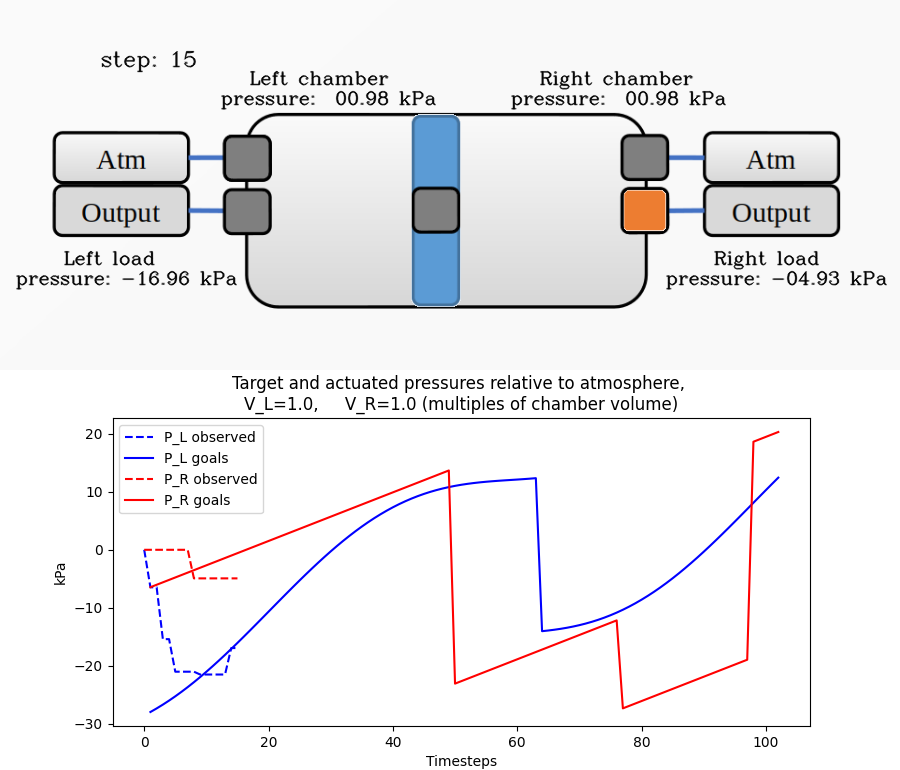 step: 15
Left chamber
pressure:  00.98 kPa
Right chamber
pressure:  00.98 kPa
Atm
Output
Atm
Output
Left load
pressure: −16.96 kPa
Right load
pressure: −04.93 kPa
Target and actuated pressures relative to atmosphere,
V_L=1.0,     V_R=1.0 (multiples of chamber volume)
P_L observed
P_L goals
P_R observed
P_R goals
kPa
20
10
0
−10
−20
−30
0 20 40 60 80 100
Timesteps